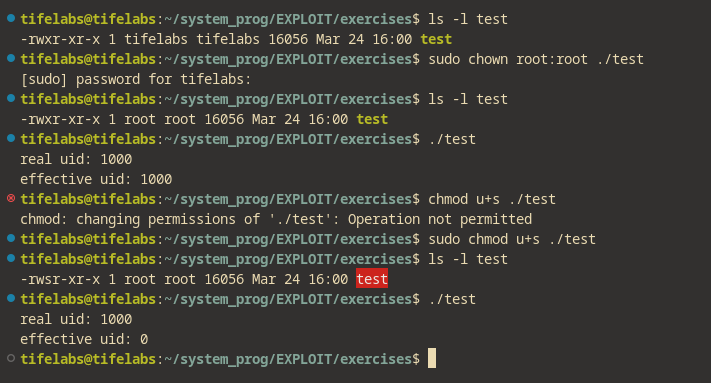 tifelabs@tifelabs:~/system_prog/EXPLOIT/exercises$ ls -l test
-rwxr-xr-x 1 tifelabs tifelabs 16056 Mar 24 16:00 test
tifelabs@tifelabs:~/system_prog/EXPLOIT/exercises$ sudo chown root:root ./test
[sudo] password for tifelabs:
tifelabs@tifelabs:~/system_prog/EXPLOIT/exercises$ ls -l test
-rwxr-xr-x 1 root root 16056 Mar 24 16:00 test
tifelabs@tifelabs:~/system_prog/EXPLOIT/exercises$ ./test
real uid: 1000
effective uid: 1000
tifelabs@tifelabs:~/system_prog/EXPLOIT/exercises$ chmod u+s ./test
chmod: changing permissions of './test': Operation not permitted
tifelabs@tifelabs:~/system_prog/EXPLOIT/exercises$ sudo chmod u+s ./test
tifelabs@tifelabs:~/system_prog/EXPLOIT/exercises$ ls -l test
-rwsr-xr-x 1 root root 16056 Mar 24 16:00 test
tifelabs@tifelabs:~/system_prog/EXPLOIT/exercises$ ./test
real uid: 1000
effective uid: 0
tifelabs@tifelabs:~/system_prog/EXPLOIT/exercises$